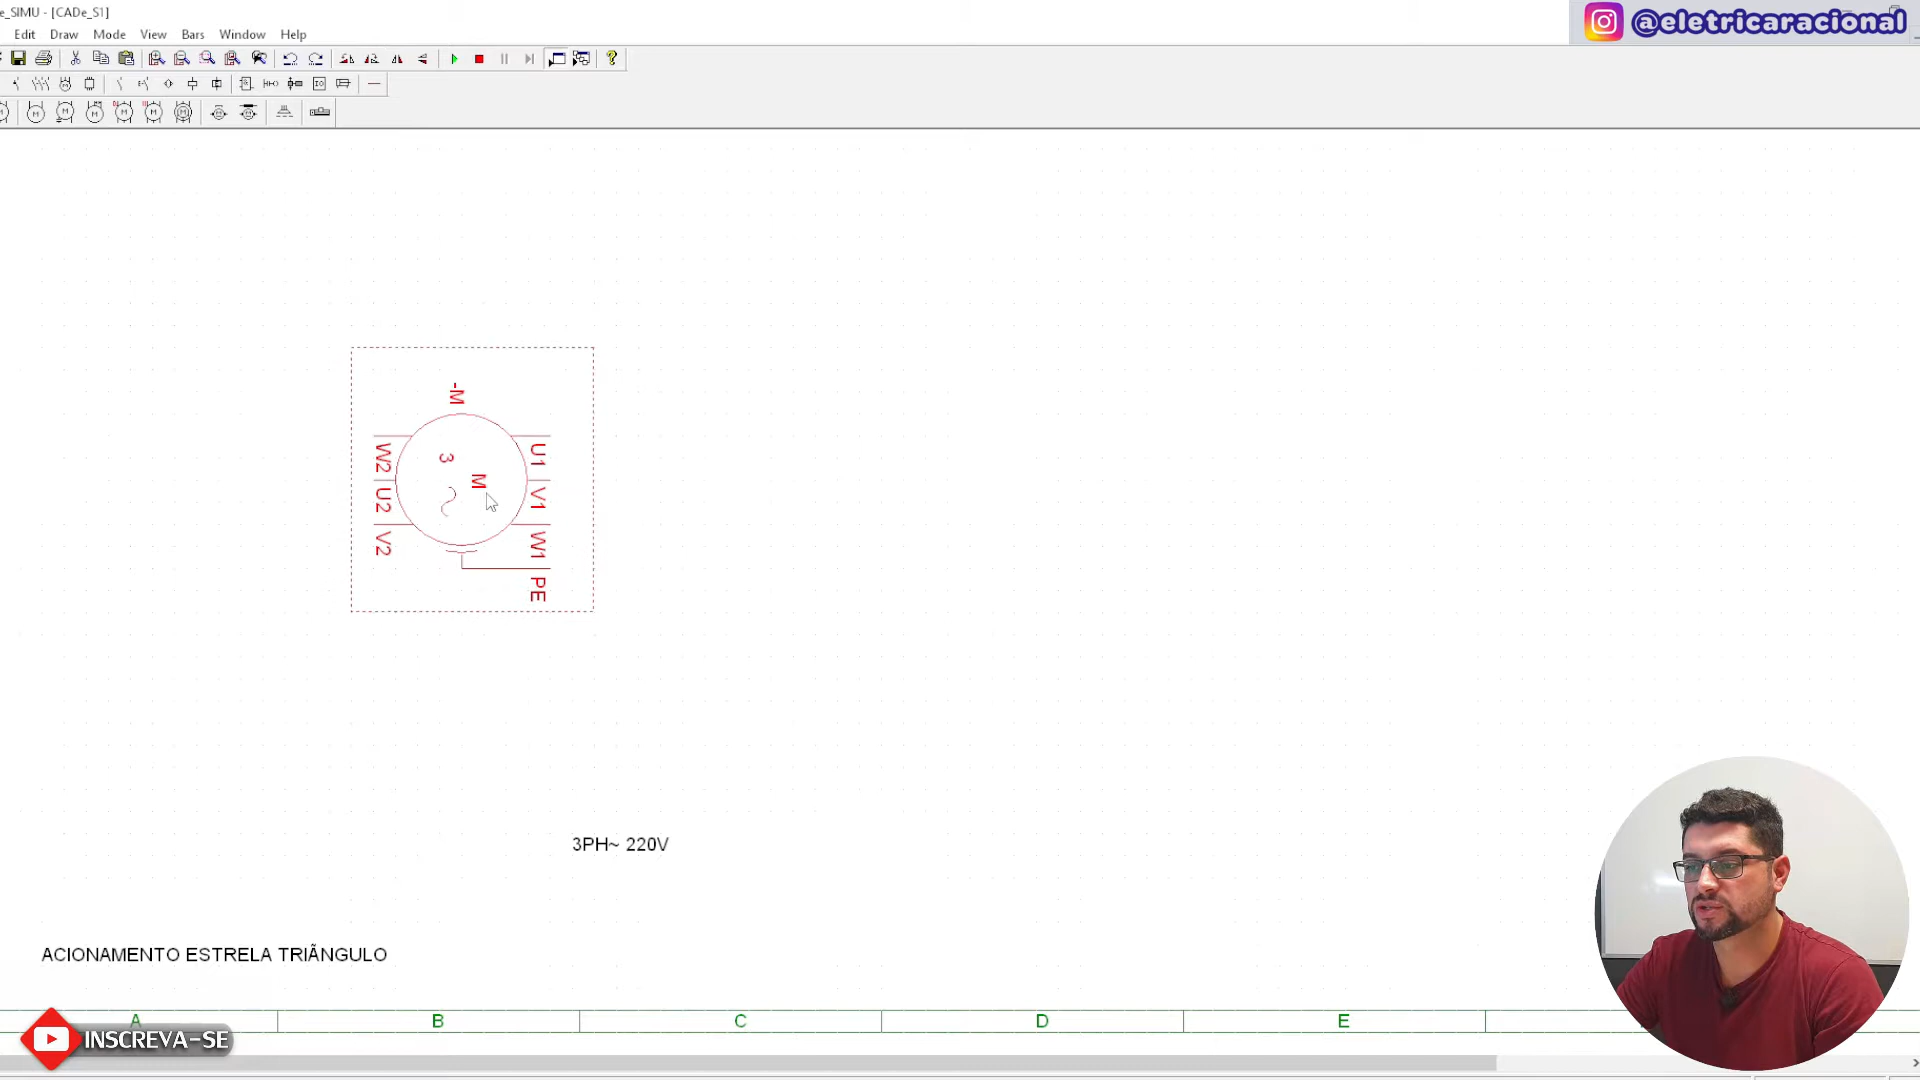 e_SIMU - [CADe_S1]
@eletricaracional
Edit Draw Mode View Bars Window Help
-M
W2 U1
3 M
U2 V1
V2 W1
PE
3PH~ 220V
ACIONAMENTO ESTRELA TRIÂNGULO
A B C D E
INSCREVA-SE